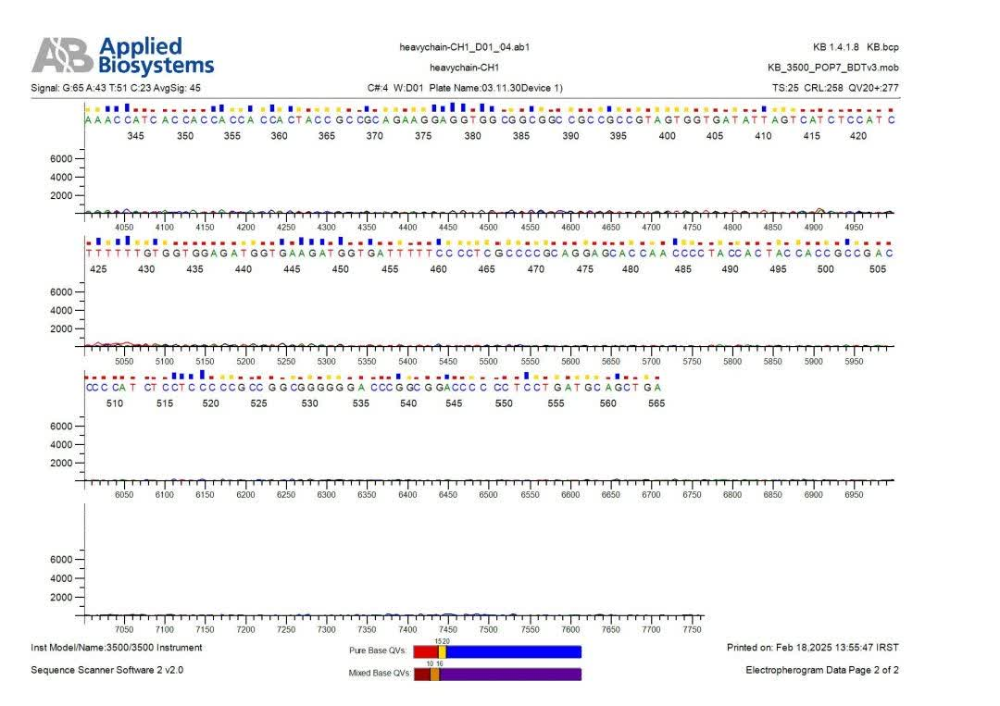 AB Applied Biosystems
heavychain-CH1_D01_04.ab1
KB 1.4.1.8 KB.bcp
heavychain-CH1
KB_3500_POP7_BDTv3.mob
Signal: G:65 A:43 T:51 C:23 AvgSig: 45
C#:4 W:D01 Plate Name:03.11.30Device 1)
TS:25 CRL:258 QV20+:277
A A A C C A T C A C C A C C A C C A C C A C T A C C G C C G C A G A A G G A G G T G G C G G C G G C C G C C G C C G T A G T G G T G A T A T T A G T C A T C T C C A T C
345 350 355 360 365 370 375 380 385 390 395 400 405 410 415 420
6000
4000
2000
4050 4100 4150 4200 4250 4300 4350 4400 4450 4500 4550 4600 4650 4700 4750 4800 4850 4900 4950
T T T T T T G T G G T G G A G A T G G T G A A G A T G G T G A T T T T T C C C C T C G C C C C G C A G G A G C A C C A A C C C C T A C C A C T A C C A C C G C C G A C
425 430 435 440 445 450 455 460 465 470 475 480 485 490 495 500 505
6000
4000
2000
5050 5100 5150 5200 5250 5300 5350 5400 5450 5500 5550 5600 5650 5700 5750 5800 5850 5900 5950
C C C C A T C T C C T C C C C C G C C G G C G G G G G G A C C C G G C G G A C C C C C C T C C T G A T G C A G C T G A
510 515 520 525 530 535 540 545 550 555 560 565
6000
4000
2000
6050 6100 6150 6200 6250 6300 6350 6400 6450 6500 6550 6600 6650 6700 6750 6800 6850 6900 6950
6000
4000
2000
7050 7100 7150 7200 7250 7300 7350 7400 7450 7500 7550 7600 7650 7700 7750
Inst Model/Name:3500/3500 Instrument
Pure Base QVs:
15 20
Printed on: Feb 18,2025 13:55:47 IRST
Sequence Scanner Software 2 v2.0
Mixed Base QVs:
10 16
Electropherogram Data Page 2 of 2